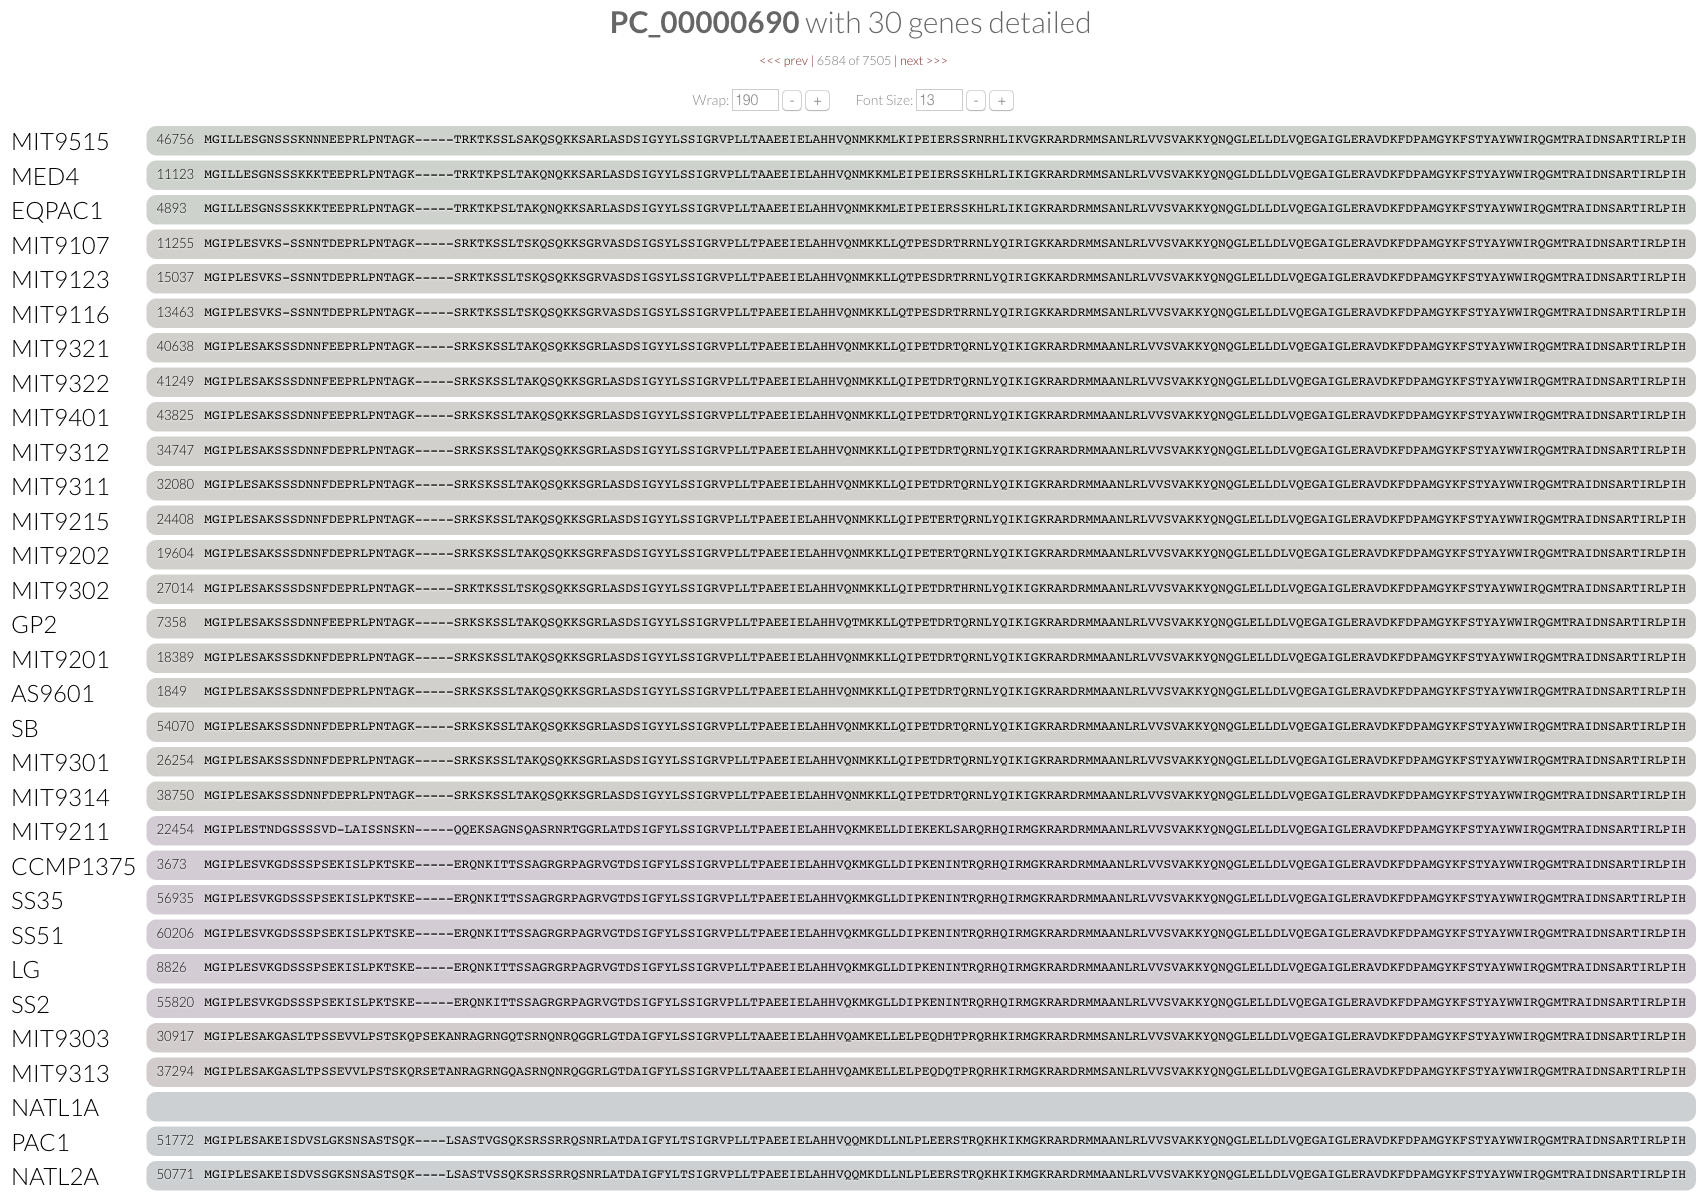 PC_00000690 with 30 genes detailed
<<< prev | 6584 of 7505 | next >>>
Wrap: 190 - + Font Size: 13 - +
MIT9515 46756 MGILLESGNSSSKNNNEEPRLPNTAGK-----TRKTKSSLSAKQSQKKSARLASDSIGYYLSSIGRVPLLTAAEEIELAHHVQNMKKMLKIPEIERSSRNRHLIKVGKRARDRMMSANLRLVVSVAKKYQNQGLELLDLVQEGAIGLERAVDKFDPAMGYKFSTYAYWWIRQGMTRAIDNSARTIRLPIH
MED4 11123 MGILLESGNSSSKKKTEEPRLPNTAGK-----TRKTKPSLTAKQNQKKSARLASDSIGYYLSSIGRVPLLTAAEEIELAHHVQNMKKMLEIPEIERSSKHLRLIKIGKRARDRMMSANLRLVVSVAKKYQNQGLDLLDLVQEGAIGLERAVDKFDPAMGYKFSTYAYWWIRQGMTRAIDNSARTIRLPIH
EQPAC1 4893 MGILLESGNSSSKKKTEEPRLPNTAGK-----TRKTKPSLTAKQNQKKSARLASDSIGYYLSSIGRVPLLTAAEEIELAHHVQNMKKMLEIPEIERSSKHLRLIKIGKRARDRMMSANLRLVVSVAKKYQNQGLDLLDLVQEGAIGLERAVDKFDPAMGYKFSTYAYWWIRQGMTRAIDNSARTIRLPIH
MIT9107 11255 MGIPLESVKS-SSNNTDEPRLPNTAGK-----SRKTKSSLTSKQSQKKSGRVASDSIGSYLSSIGRVPLLTPAEEIELAHHVQNMKKLLQTPESDRTRRNLYQIRIGKKARDRMMSANLRLVVSVAKKYQNQGLELLDLVQEGAIGLERAVDKFDPAMGYKFSTYAYWWIRQGMTRAIDNSARTIRLPIH
MIT9123 15037 MGIPLESVKS-SSNNTDEPRLPNTAGK-----SRKTKSSLTSKQSQKKSGRVASDSIGSYLSSIGRVPLLTPAEEIELAHHVQNMKKLLQTPESDRTRRNLYQIRIGKKARDRMMSANLRLVVSVAKKYQNQGLELLDLVQEGAIGLERAVDKFDPAMGYKFSTYAYWWIRQGMTRAIDNSARTIRLPIH
MIT9116 13463 MGIPLESVKS-SSNNTDEPRLPNTAGK-----SRKTKSSLTSKQSQKKSGRVASDSIGYYLSSIGRVPLLTPAEEIELAHHVQNMKKLLQTPESDRTRRNLYQIRIGKKARDRMMSANLRLVVSVAKKYQNQGLELLDLVQEGAIGLERAVDKFDPAMGYKFSTYAYWWIRQGMTRAIDNSARTIRLPIH
MIT9321 40638 MGIPLESAKSSSDNNFEEPRLPNTAGK-----SRKSKSSLTAKQSQKKSGRLASDSIGYYLSSIGRVPLLTPAEEIELAHHVQNMKKLLQIPETDRTQRNLYQIKIGKRARDRMMAANLRLVVSVAKKYQNQGLELLDLVQEGAIGLERAVDKFDPAMGYKFSTYAYWWIRQGMTRAIDNSARTIRLPIH
MIT9322 41249 MGIPLESAKSSSDNNFEEPRLPNTAGK-----SRKSKSSLTAKQSQKKSGRLASDSIGYYLSSIGRVPLLTPAEEIELAHHVQNMKKLLQIPETDRTQRNLYQIKIGKRARDRMMAANLRLVVSVAKKYQNQGLELLDLVQEGAIGLERAVDKFDPAMGYKFSTYAYWWIRQGMTRAIDNSARTIRLPIH
MIT9401 43825 MGIPLESAKSSSDNNFEEPRLPNTAGK-----SRKSKSSLTAKQSQKKSGRLASDSIGYYLSSIGRVPLLTPAEEIELAHHVQNMKKLLQIPETDRTQRNLYQIKIGKRARDRMMAANLRLVVSVAKKYQNQGLELLDLVQEGAIGLERAVDKFDPAMGYKFSTYAYWWIRQGMTRAIDNSARTIRLPIH
MIT9312 34747 MGIPLESAKSSSDNNFDEPRLPNTAGK-----SRKSKSSLTAKQSQKKSGRLASDSIGYYLSSIGRVPLLTPAEEIELAHHVQNMKKLLQIPETDRTQRNLYQIKIGKRARDRMMAANLRLVVSVAKKYQNQGLELLDLVQEGAIGLERAVDKFDPAMGYKFSTYAYWWIRQGMTRAIDNSARTIRLPIH
MIT9311 32080 MGIPLESAKSSSDNNFDEPRLPNTAGK-----SRKSKSSLTAKQSQKKSGRLASDSIGYYLSSIGRVPLLTPAEEIELAHHVQNMKKLLQIPETDRTQRNLYQIKIGKRARDRMMAANLRLVVSVAKKYQNQGLELLDLVQEGAIGLERAVDKFDPAMGYKFSTYAYWWIRQGMTRAIDNSARTIRLPIH
MIT9215 24408 MGIPLESAKSSSDNNFDEPRLPNTAGK-----SRKSKSSLTAKQSQKKSGRLASDSIGYYLSSIGRVPLLTPAEEIELAHHVQNMKKLLQIPETERTQRNLYQIKIGKRARDRMMAANLRLVVSVAKKYQNQGLELLDLVQEGAIGLERAVDKFDPAMGYKFSTYAYWWIRQGMTRAIDNSARTIRLPIH
MIT9202 19604 MGIPLESAKSSSDNNFDEPRLPNTAGK-----SRKSKSSLTAKQSQKKSGRFASDSIGYYLSSIGRVPLLTPAEEIELAHHVQNMKKLLQIPETERTQRNLYQIKIGKRARDRMMAANLRLVVSVAKKYQNQGLELLDLVQEGAIGLERAVDKFDPAMGYKFSTYAYWWIRQGMTRAIDNSARTIRLPIH
MIT9302 27014 MGIPLESAKSSSDSNFDEPRLPNTAGK-----SRKTKSSLTSKQSQKKSGRLASDSIGYYLSSIGRVPLLTPAEEIELAHHVQNMKKLLQIPETDRTHRNLYQIKIGKRARDRMMAANLRLVVSVAKKYQNQGLELLDLVQEGAIGLERAVDKFDPAMGYKFSTYAYWWIRQGMTRAIDNSARTIRLPIH
GP2 7358 MGIPLESAKSSSDNNFEEPRLPNTAGK-----SRKSKSSLTAKQSQKKSGRLASDSIGYYLSSIGRVPLLTPAEEIELAHHVQTMKKLLQIPETDRTQRNLYQIKIGKRARDRMMAANLRLVVSVAKKYQNQGLELLDLVQEGAIGLERAVDKFDPAMGYKFSTYAYWWIRQGMTRAIDNSARTIRLPIH
MIT9201 18389 MGIPLESAKSSSDKNFDEPRLPNTAGK-----SRKSKSSLTAKQSQKKSGRLASDSIGYYLSSIGRVPLLTPAEEIELAHHVQNMKKLLQIPETDRTQRNLYQIKIGKRARDRMMAANLRLVVSVAKKYQNQGLELLDLVQEGAIGLERAVDKFDPAMGYKFSTYAYWWIRQGMTRAIDNSARTIRLPIH
AS9601 1849 MGIPLESAKSSSDNNFDEPRLPNTAGK-----SRKSKSSLTAKQSQKKSGRLASDSIGYYLSSIGRVPLLTPAEEIELAHHVQNMKKLLQIPETDRTQRNLYQIKIGKRARDRMMAANLRLVVSVAKKYQNQGLELLDLVQEGAIGLERAVDKFDPAMGYKFSTYAYWWIRQGMTRAIDNSARTIRLPIH
SB 54070 MGIPLESAKSSSDNNFDEPRLPNTAGK-----SRKSKSSLTAKQSQKKSGRLASDSIGYYLSSIGRVPLLTPAEEIELAHHVQNMKKLLQIPETDRTQRNLYQIKIGKRARDRMMAANLRLVVSVAKKYQNQGLELLDLVQEGAIGLERAVDKFDPAMGYKFSTYAYWWIRQGMTRAIDNSARTIRLPIH
MIT9301 26254 MGIPLESAKSSSDNNFDEPRLPNTAGK-----SRKSKSSLTAKQSQKKSGRLASDSIGYYLSSIGRVPLLTPAEEIELAHHVQNMKKLLQIPETDRTQRNLYQIKIGKRARDRMMAANLRLVVSVAKKYQNQGLELLDLVQEGAIGLERAVDKFDPAMGYKFSTYAYWWIRQGMTRAIDNSARTIRLPIH
MIT9314 38750 MGIPLESAKSSSDNNFDEPRLPNTAGK-----SRKSKSSLTAKQSQKKSGRLASDSIGYYLSSIGRVPLLTPAEEIELAHHVQNMKKLLQIPETDRTQRNLYQIKIGKRARDRMMAANLRLVVSVAKKYQNQGLELLDLVQEGAIGLERAVDKFDPAMGYKFSTYAYWWIRQGMTRAIDNSARTIRLPIH
MIT9211 22454 MGIPLESTNDGSSSSVD-LAISSNSKN-----QQEKSAGNSQASRNRTGGRLATDSIGFYLSSIGRVPLLTPAEEIELAHHVQKMKELLDIEKEKLSARQRHQIRMGKRARDRMMAANLRLVVSVAKKYQNQGLELLDLVQEGAIGLERAVDKFDPAMGYKFSTYAYWWIRQGMTRAIDNSARTIRLPIH
CCMP1375 3673 MGIPLESVKGDSSSPSEKISLPKTSKE-----ERQNKITTSSAGRGRPAGRVGTDSIGFYLSSIGRVPLLTPAEEIELAHHVQKMKGLLDIPKENINTRQRHQIRMGKRARDRMMAANLRLVVSVAKKYQNQGLELLDLVQEGAIGLERAVDKFDPAMGYKFSTYAYWWIRQGMTRAIDNSARTIRLPIH
SS35 56935 MGIPLESVKGDSSSPSEKISLPKTSKE-----ERQNKITTSSAGRGRPAGRVGTDSIGFYLSSIGRVPLLTPAEEIELAHHVQKMKGLLDIPKENINTRQRHQIRMGKRARDRMMAANLRLVVSVAKKYQNQGLELLDLVQEGAIGLERAVDKFDPAMGYKFSTYAYWWIRQGMTRAIDNSARTIRLPIH
SS51 60206 MGIPLESVKGDSSSPSEKISLPKTSKE-----ERQNKITTSSAGRGRPAGRVGTDSIGFYLSSIGRVPLLTPAEEIELAHHVQKMKGLLDIPKENINTRQRHQIRMGKRARDRMMAANLRLVVSVAKKYQNQGLELLDLVQEGAIGLERAVDKFDPAMGYKFSTYAYWWIRQGMTRAIDNSARTIRLPIH
LG 8826 MGIPLESVKGDSSSPSEKISLPKTSKE-----ERQNKITTSSAGRGRPAGRVGTDSIGFYLSSIGRVPLLTPAEEIELAHHVQKMKGLLDIPKENINTRQRHQIRMGKRARDRMMAANLRLVVSVAKKYQNQGLELLDLVQEGAIGLERAVDKFDPAMGYKFSTYAYWWIRQGMTRAIDNSARTIRLPIH
SS2 55820 MGIPLESVKGDSSSPSEKISLPKTSKE-----ERQNKITTSSAGRGRPAGRVGTDSIGFYLSSIGRVPLLTPAEEIELAHHVQKMKGLLDIPKENINTRQRHQIRMGKRARDRMMAANLRLVVSVAKKYQNQGLELLDLVQEGAIGLERAVDKFDPAMGYKFSTYAYWWIRQGMTRAIDNSARTIRLPIH
MIT9303 30917 MGIPLESAKGASLTPSSEVVLPSTSKQPSEKANRAGRNGQTSRNQNRQGGRLGTDAIGFYLSSIGRVPLLTPAEEIELAHHVQAMKELLELPEQDHTPRQRHKIRMGKRARDRMMAANLRLVVSVAKKYQNQGLELLDLVQEGAIGLERAVDKFDPAMGYKFSTYAYWWIRQGMTRAIDNSARTIRLPIH
MIT9313 37294 MGIPLESAKGASLTPSSEVVLPSTSKQRSETANRAGRNGQASRNQNRQGGRLGTDAIGFYLSSIGRVPLLTAAEEIELAHHVQAMKELLELPEQDQTPRQRHKIRMGKRARDRMMAANLRLVVSVAKKYQNQGLELLDLVQEGAIGLERAVDKFDPAMGYKFSTYAYWWIRQGMTRAIDNSARTIRLPIH
NATL1A
PAC1 51772 MGIPLESAKEISDVSLGKSNSASTSQK----LSASTVGSQKSRSSRRQSNRLATDAIGFYLTSIGRVPLLTPAEEIELAHHVQQMKDLLNLPLEERSTRQKHKIKMGKRARDRMMAANLRLVVSVAKKYQNQGLELLDLVQEGAIGLERAVDKFDPAMGYKFSTYAYWWIRQGMTRAIDNSARTIRLPIH
NATL2A 50771 MGIPLESAKEISDVSSGKSNSASTSQK----LSASTVSSQKSRSSRRQSNRLATDAIGFYLTSIGRVPLLTPAEEIELAHHVQQMKDLLNLPLEERSTRQKHKIKMGKRARDRMMAANLRLVVSVAKKYQNQGLELLDLVQEGAIGLERAVDKFDPAMGYKFSTYAYWWIRQGMTRAIDNSARTIRLPIH